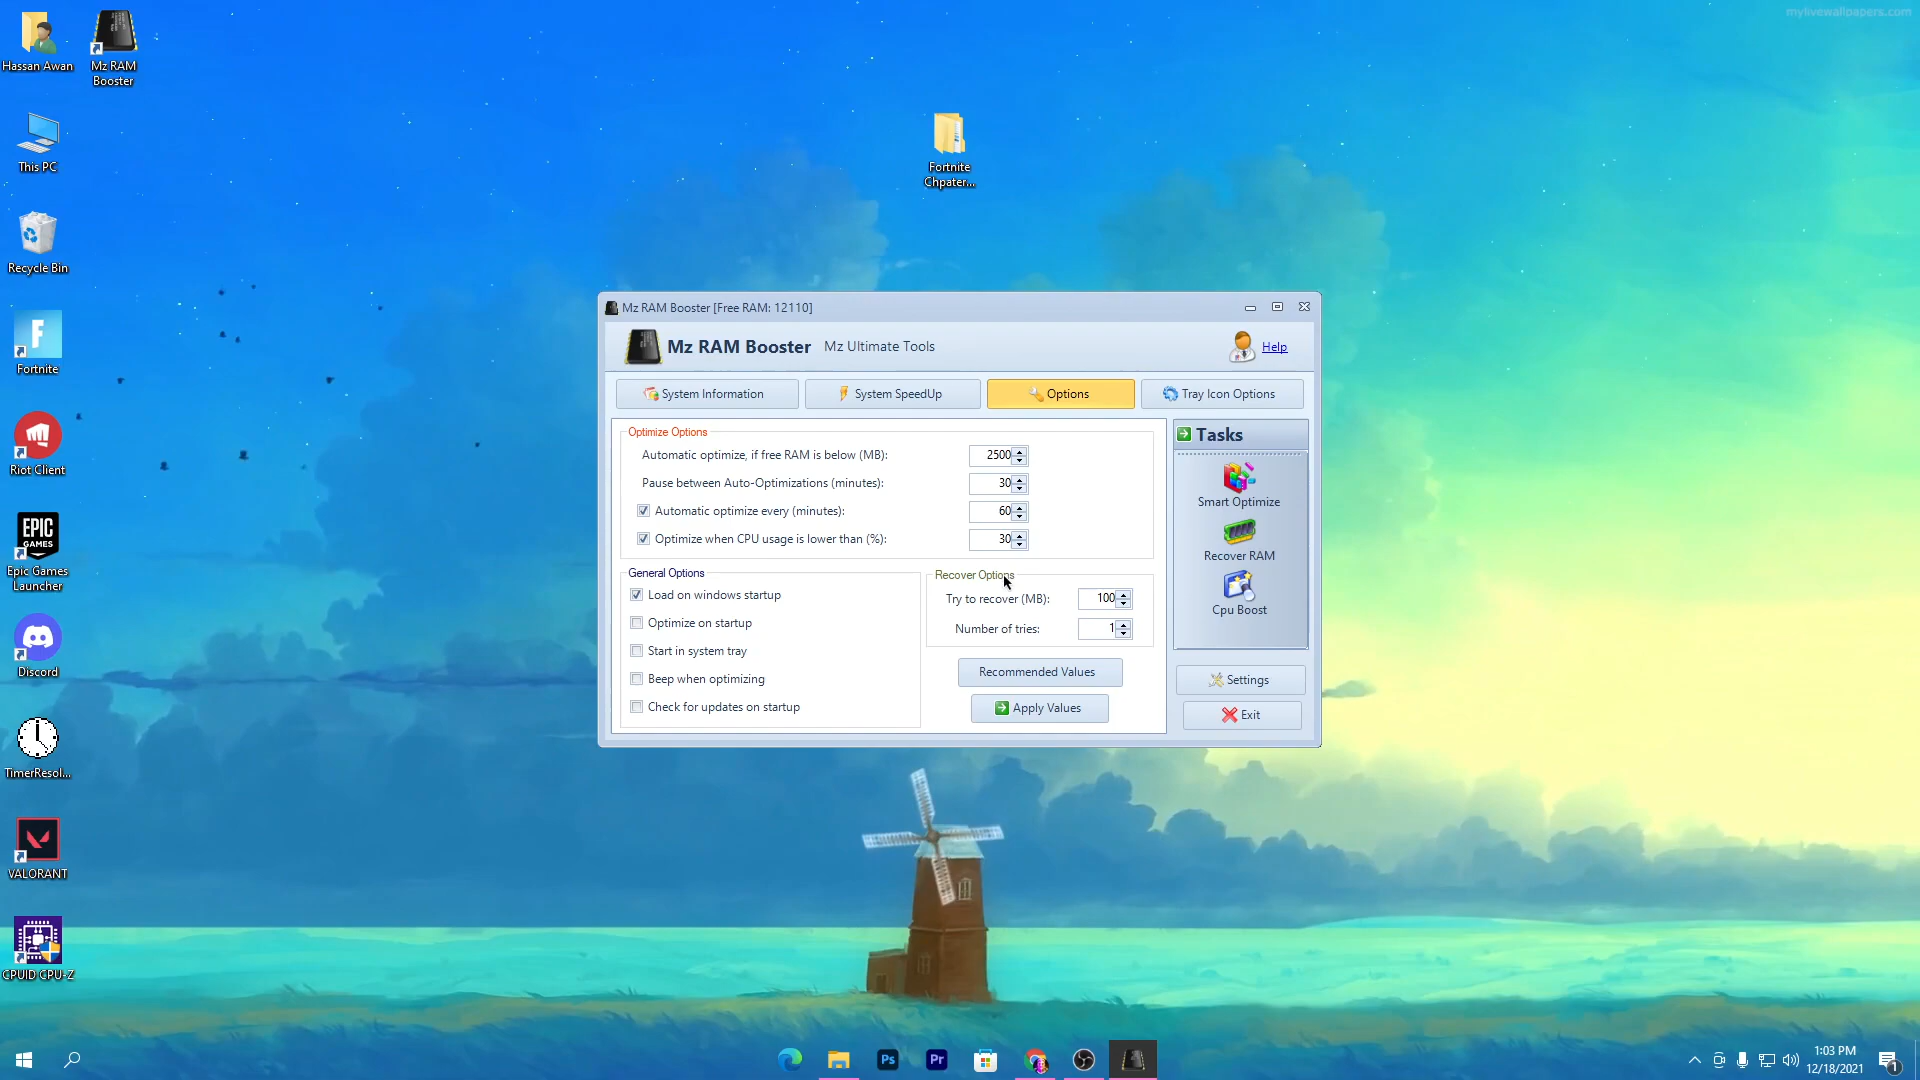 mylivewallpapers.com
Hassan Awan
Mz RAM
Booster
This PC
Recycle Bin
Fortnite
Riot Client
EPIC
GAMES
Epic Games
Launcher
Discord
TimerResol...
VALORANT
CPUID CPU-Z
Fortnite
Chpater...
Mz RAM Booster [Free RAM: 12110]
Mz RAM Booster Mz Ultimate Tools
Help
System Information
System SpeedUp
Options
Tray Icon Options
Optimize Options
Automatic optimize, if free RAM is below (MB): 2500
Pause between Auto-Optimizations (minutes): 30
Automatic optimize every (minutes): 60
Optimize when CPU usage is lower than (%): 30
General Options
Load on windows startup
Optimize on startup
Start in system tray
Beep when optimizing
Check for updates on startup
Recover Options
Try to recover (MB): 100
Number of tries: 1
Recommended Values
Apply Values
Tasks
Smart Optimize
Recover RAM
Cpu Boost
Settings
Exit
Ps
Pr
1:03 PM
12/18/2021
1